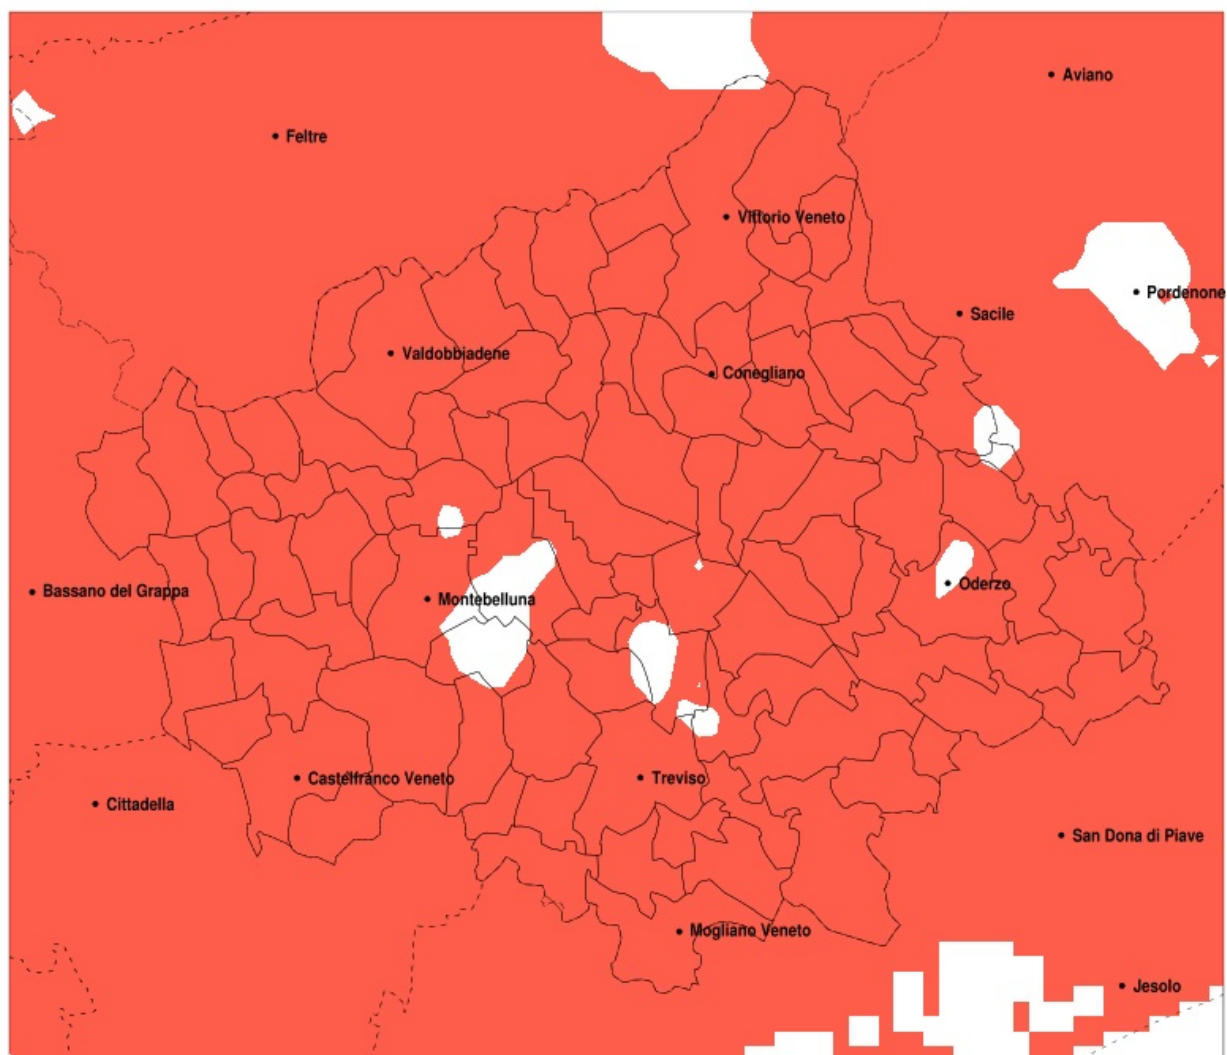 Aviano
Feltre
Vittorio Veneto
Pordenone
Sacile
Valdobbiadene
Conegliano
Oderzo
Bassano del Grappa
Montebelluna
Castelfranco Veneto
Treviso
Cittadella
San Dona di Piave
Mogliano Veneto
Jesolo